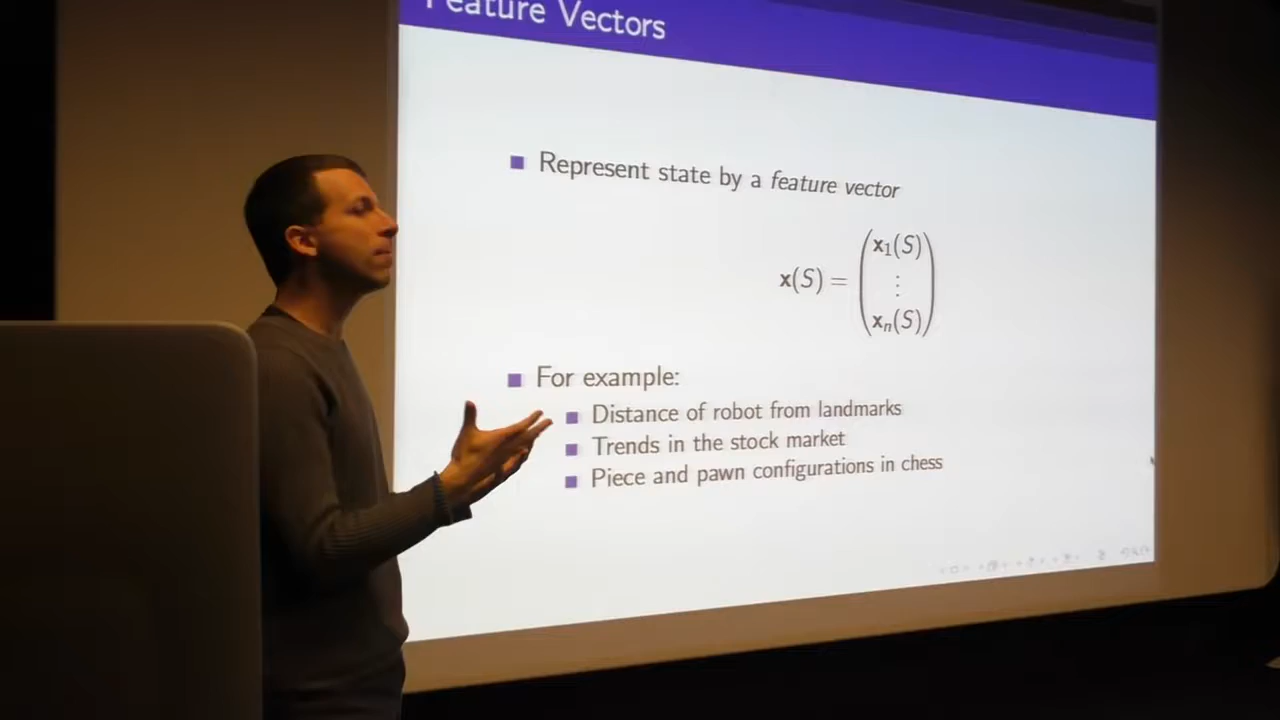 Feature Vectors
Represent state by a feature vector
x(S) = (x₁(S) ⋮ xₙ(S))
For example:
Distance of robot from landmarks
Trends in the stock market
Piece and pawn configurations in chess